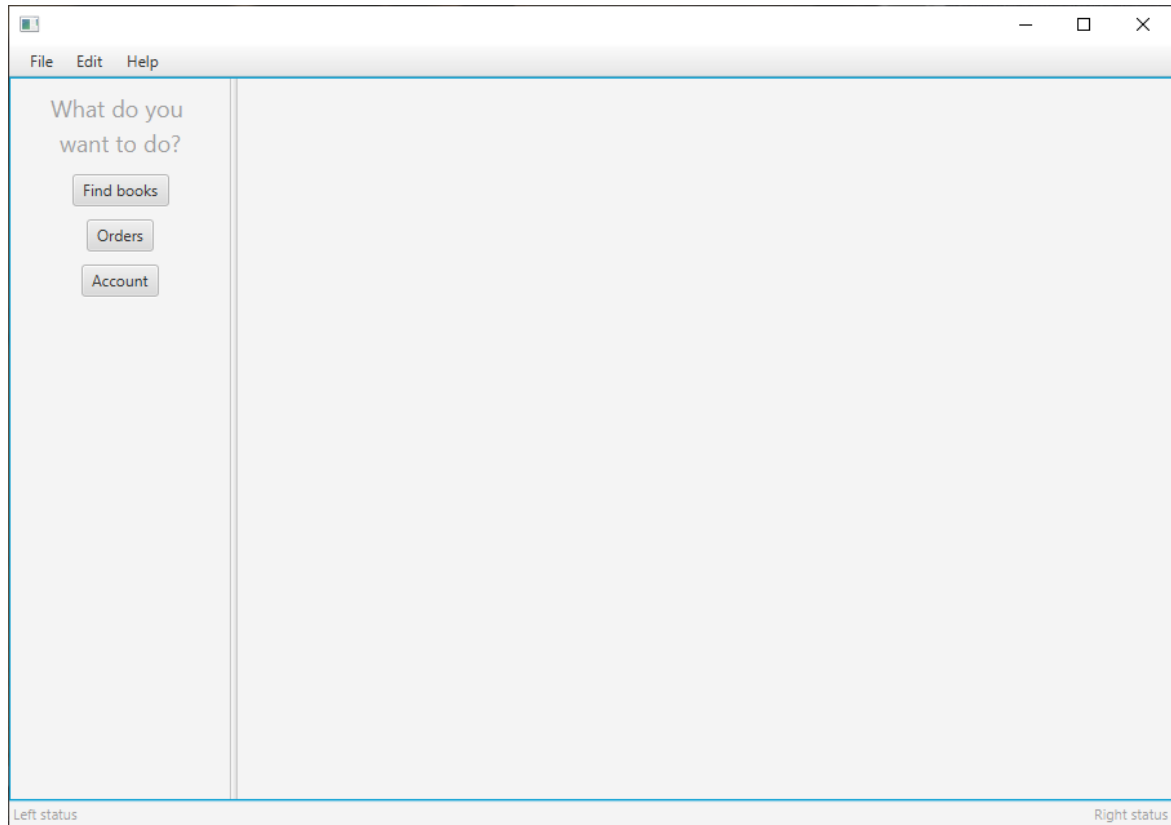 File Edit Help
What do you
want to do?
Find books
Orders
Account
Left status Right status